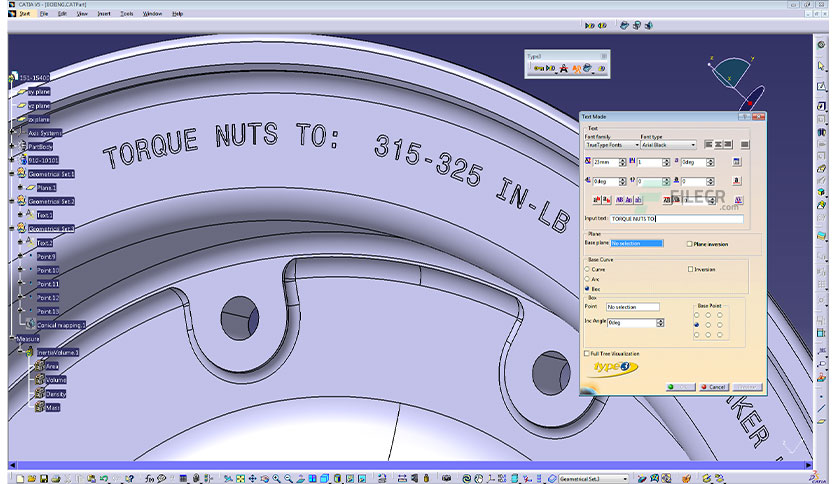 CATIA V5 - [BOEING.CATPart]
Start File Edit View Insert Tools Window Help
Type3
z
y
x
151-15400
xy plane
yz plane
zx plane
Axis Systems
PartBody
910-10101
Geometrical Set.1
Plane.1
Geometrical Set.2
Text.1
Geometrical Set.3
Text.2
Point.9
Point.10
Point.11
Point.12
Point.13
Conical mapping.1
Measure
InertiaVolume.1
Area
Volume
Density
Mass
TORQUE NUTS TO: 315-325 IN-LB
Text Mode
Text
Font family
Font type
TrueType Fonts
Arial Black
23mm
1
0deg
0deg
0
0
FILECR
.com
Input text :
TORQUE NUTS TO
Plane
Base plane
No selection
Plane inversion
Base Curve
Curve
Inversion
Arc
Box
Box
Point
No selection
Base Point
Inc Angle
0deg
Full Tree Visualization
type3
Cancel
Geometrical Set.3
CATIA